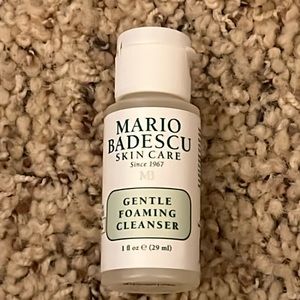 MARIO
BADESCU
SKIN CARE
Since 1967
MB
GENTLE
FOAMING
CLEANSER
1 fl oz ℮ (29 ml)